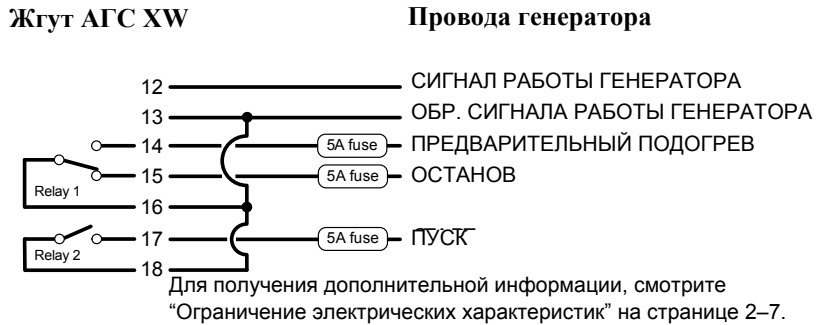 Жгут АГС XW Провода генератора
12 СИГНАЛ РАБОТЫ ГЕНЕРАТОРА
13 ОБР. СИГНАЛА РАБОТЫ ГЕНЕРАТОРА
14 5A fuse ПРЕДВАРИТЕЛЬНЫЙ ПОДОГРЕВ
15 5A fuse ОСТАНОВ
Relay 1
16
17 5A fuse ПУСК
Relay 2
18
Для получения дополнительной информации, смотрите
“Ограничение электрических характеристик” на странице 2–7.